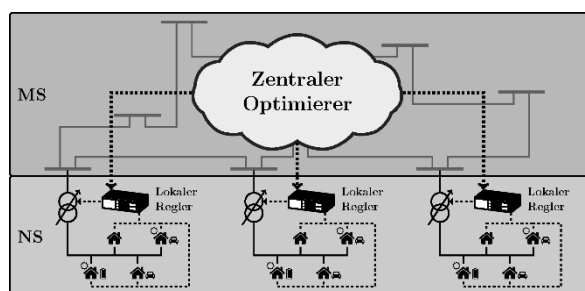 Zentraler
Optimierer
MS
Lokaler
Regler
Lokaler
Regler
Lokaler
Regler
NS